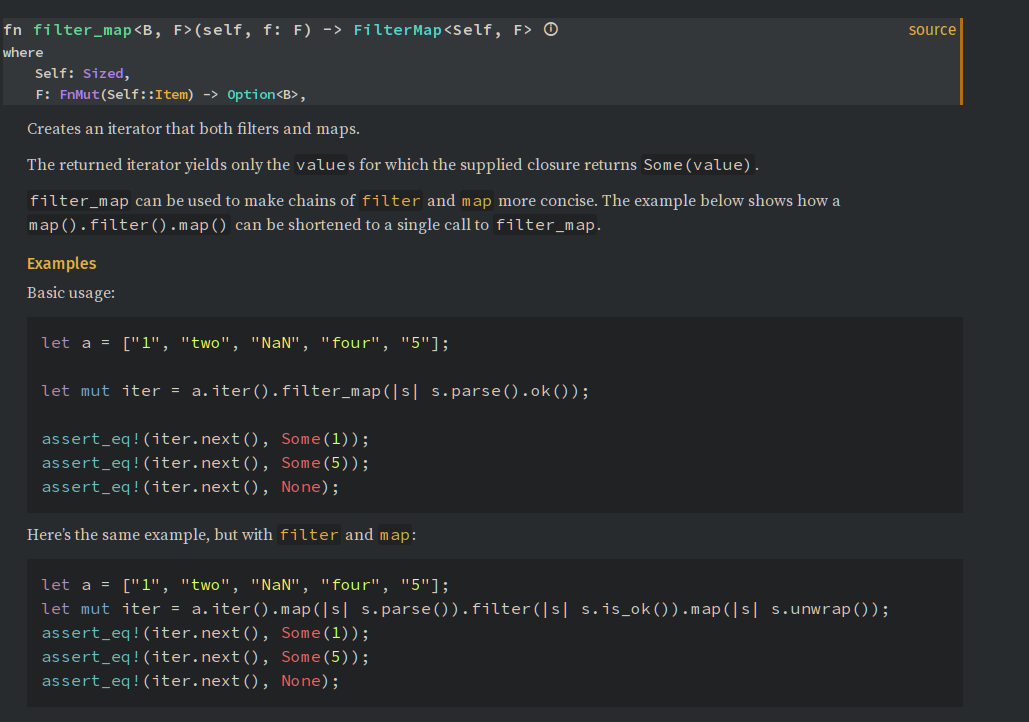 fn filter_map<B, F>(self, f: F) -> FilterMap<Self, F> ⓘ source
where
    Self: Sized,
    F: FnMut(Self::Item) -> Option<B>,
Creates an iterator that both filters and maps.
The returned iterator yields only the values for which the supplied closure returns Some(value).
filter_map can be used to make chains of filter and map more concise. The example below shows how a
map().filter().map() can be shortened to a single call to filter_map.
Examples
Basic usage:
let a = ["1", "two", "NaN", "four", "5"];
let mut iter = a.iter().filter_map(|s| s.parse().ok());
assert_eq!(iter.next(), Some(1));
assert_eq!(iter.next(), Some(5));
assert_eq!(iter.next(), None);
Here’s the same example, but with filter and map:
let a = ["1", "two", "NaN", "four", "5"];
let mut iter = a.iter().map(|s| s.parse()).filter(|s| s.is_ok()).map(|s| s.unwrap());
assert_eq!(iter.next(), Some(1));
assert_eq!(iter.next(), Some(5));
assert_eq!(iter.next(), None);